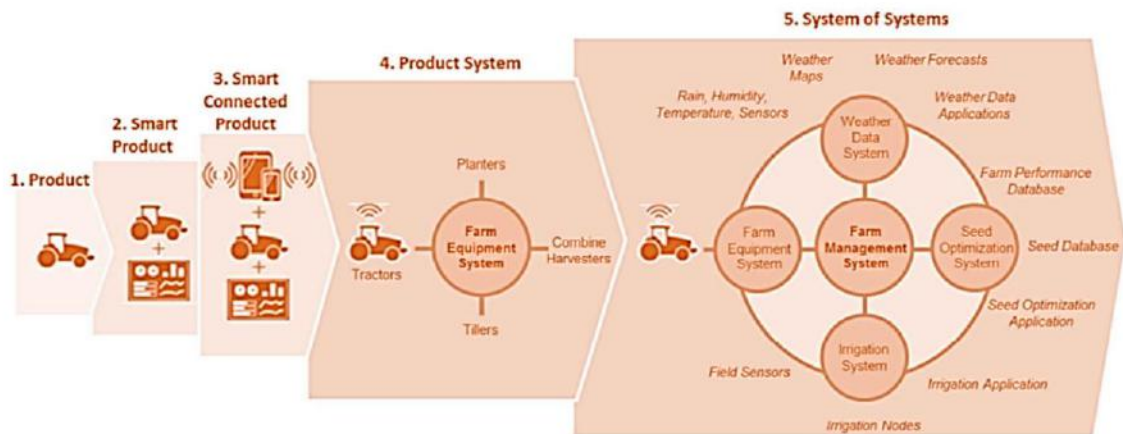 1. Product
2. Smart
Product
3. Smart
Connected
Product
4. Product System
Planters
Tractors
Farm
Equipment
System
Combine
Harvesters
Tillers
5. System of Systems
Weather
Maps
Weather Forecasts
Rain, Humidity,
Temperature, Sensors
Weather
Data
System
Weather Data
Applications
Farm Performance
Database
Farm
Equipment
System
Farm
Management
System
Seed
Optimization
System
Seed Database
Seed Optimization
Application
Irrigation
System
Field Sensors
Irrigation Application
Irrigation Nodes